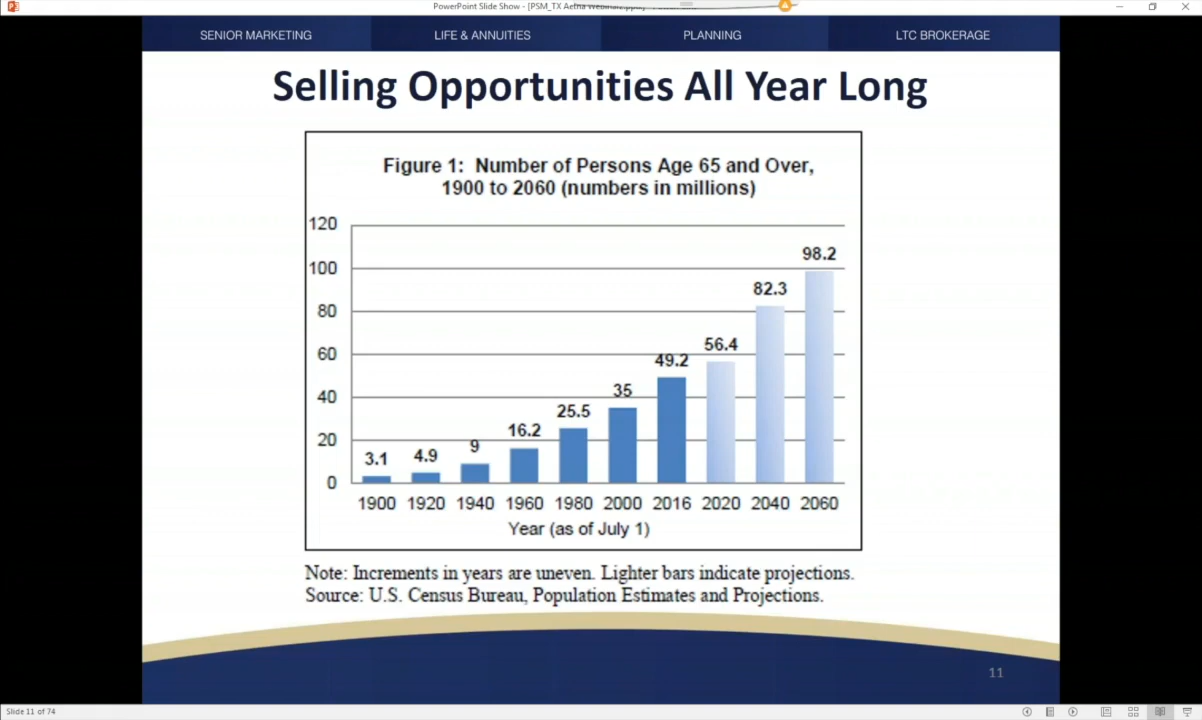 PowerPoint Slide Show - [PSM_TX Aetna Webinar2.pptx]
SENIOR MARKETING
LIFE & ANNUITIES
PLANNING
LTC BROKERAGE
Selling Opportunities All Year Long
Figure 1: Number of Persons Age 65 and Over,
1900 to 2060 (numbers in millions)
120
100
80
60
40
20
0
3.1
4.9
9
16.2
25.5
35
49.2
56.4
82.3
98.2
1900 1920 1940 1960 1980 2000 2016 2020 2040 2060
Year (as of July 1)
Note: Increments in years are uneven. Lighter bars indicate projections.
Source: U.S. Census Bureau, Population Estimates and Projections.
11
Slide 11 of 74